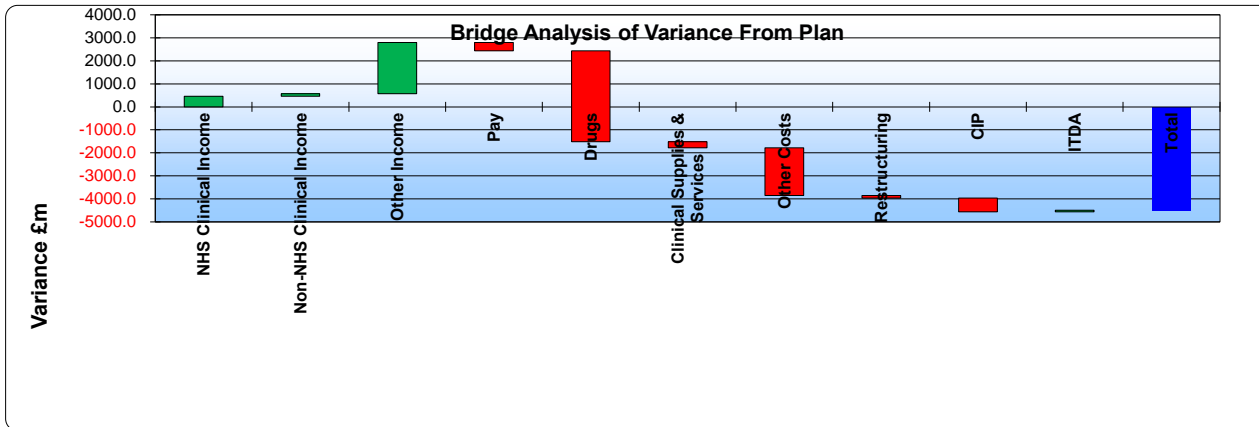 Bridge Analysis of Variance From Plan
Variance £m
4000.0
3000.0
2000.0
1000.0
0.0
-1000.0
-2000.0
-3000.0
-4000.0
-5000.0
NHS Clinical Income
Non-NHS Clinical Income
Other Income
Pay
Drugs
Clinical Supplies &
Services
Other Costs
Restructuring
CIP
ITDA
Total